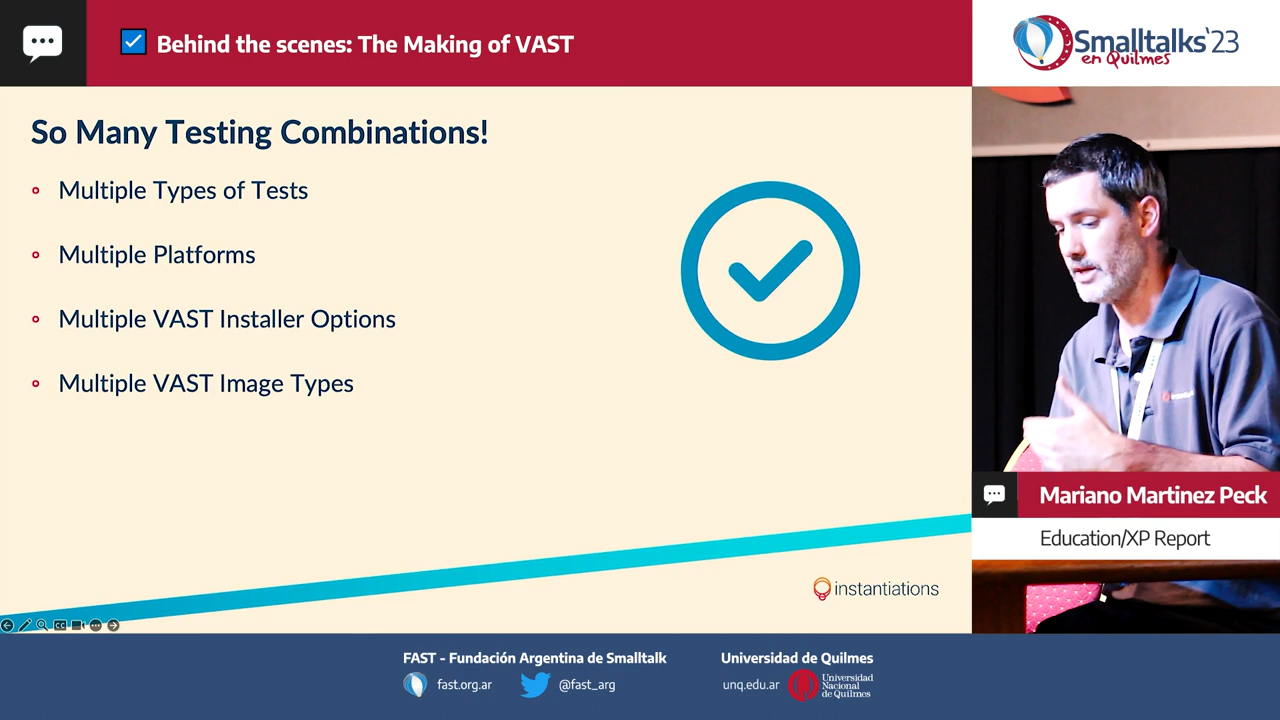 Behind the scenes: The Making of VAST
Smalltalks'23
en Quilmes
So Many Testing Combinations!
Multiple Types of Tests
Multiple Platforms
Multiple VAST Installer Options
Multiple VAST Image Types
instantiations
Mariano Martinez Peck
Education/XP Report
FAST - Fundación Argentina de Smalltalk
fast.org.ar
@fast_arg
Universidad de Quilmes
unq.edu.ar
Universidad
Nacional
de Quilmes